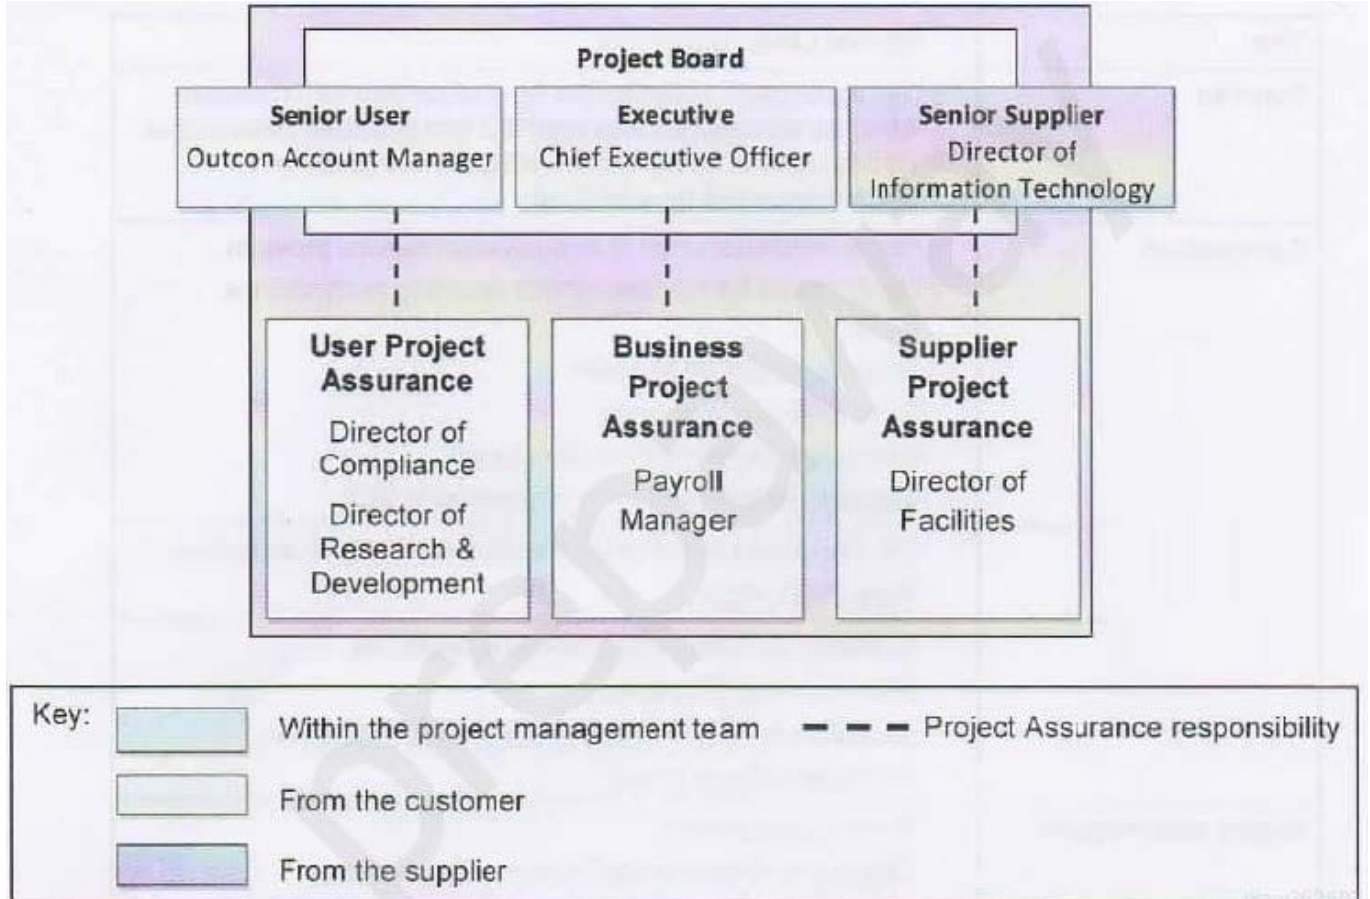 Project Board
Senior User
Outcon Account Manager
Executive
Chief Executive Officer
Senior Supplier
Director of
Information Technology
User Project
Assurance
Director of
Compliance
Director of
Research &
Development
Business
Project
Assurance
Payroll
Manager
Supplier
Project
Assurance
Director of
Facilities
Key:
Within the project management team
Project Assurance responsibility
From the customer
From the supplier
prepaway